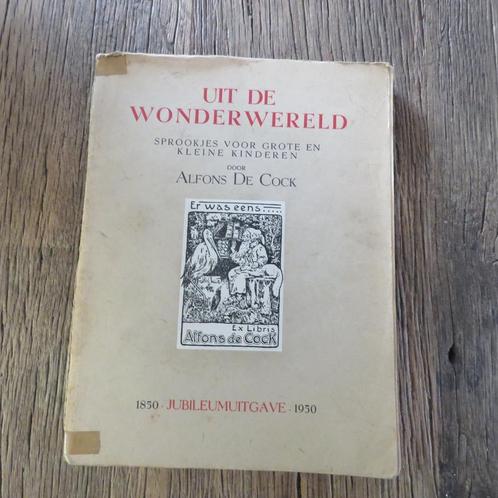 UIT DE
WONDERWERELD
SPROOKJES VOOR GROTE EN
KLEINE KINDEREN
DOOR
ALFONS DE COCK
Er was eens.....
Ex Libris
Alfons de Cock
1850 · JUBILEUMUITGAVE · 1950